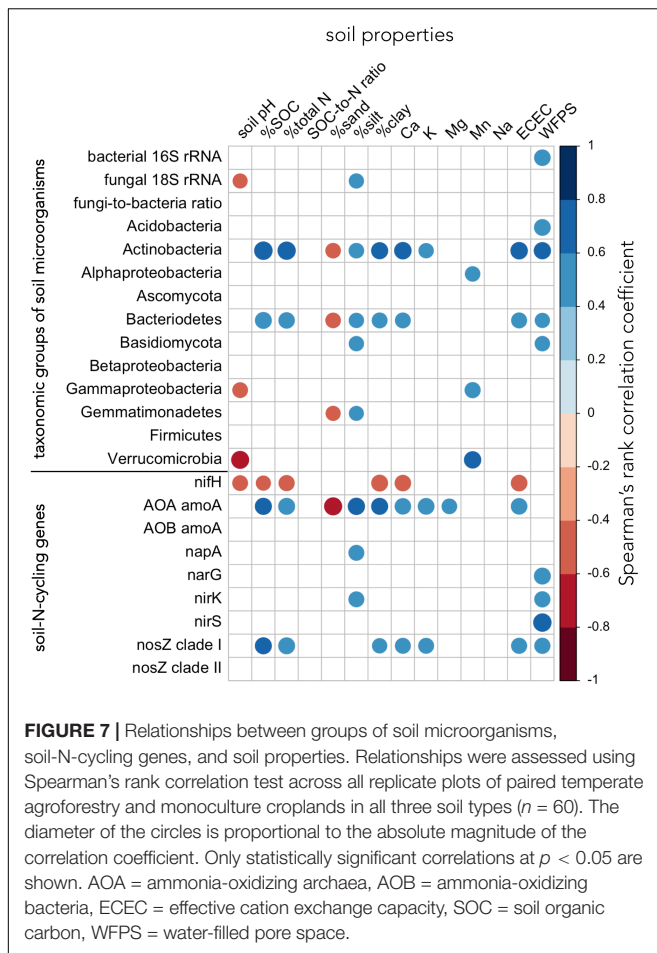 soil properties
soil pH
%SOC
%total N
SOC-to-N ratio
%sand
%silt
%clay
Ca
K
Mg
Mn
Na
ECEC
WFPS
taxonomic groups of soil microorganisms
bacterial 16S rRNA
fungal 18S rRNA
fungi-to-bacteria ratio
Acidobacteria
Actinobacteria
Alphaproteobacteria
Ascomycota
Bacteriodetes
Basidiomycota
Betaproteobacteria
Gammaproteobacteria
Gemmatimonadetes
Firmicutes
Verrucomicrobia
soil-N-cycling genes
nifH
AOA amoA
AOB amoA
napA
narG
nirK
nirS
nosZ clade I
nosZ clade II
1
0.8
0.6
0.4
0.2
0
-0.2
-0.4
-0.6
-0.8
-1
Spearman's rank correlation coefficient
FIGURE 7 | Relationships between groups of soil microorganisms,
soil-N-cycling genes, and soil properties. Relationships were assessed using
Spearman's rank correlation test across all replicate plots of paired temperate
agroforestry and monoculture croplands in all three soil types (n = 60). The
diameter of the circles is proportional to the absolute magnitude of the
correlation coefficient. Only statistically significant correlations at p < 0.05 are
shown. AOA = ammonia-oxidizing archaea, AOB = ammonia-oxidizing
bacteria, ECEC = effective cation exchange capacity, SOC = soil organic
carbon, WFPS = water-filled pore space.